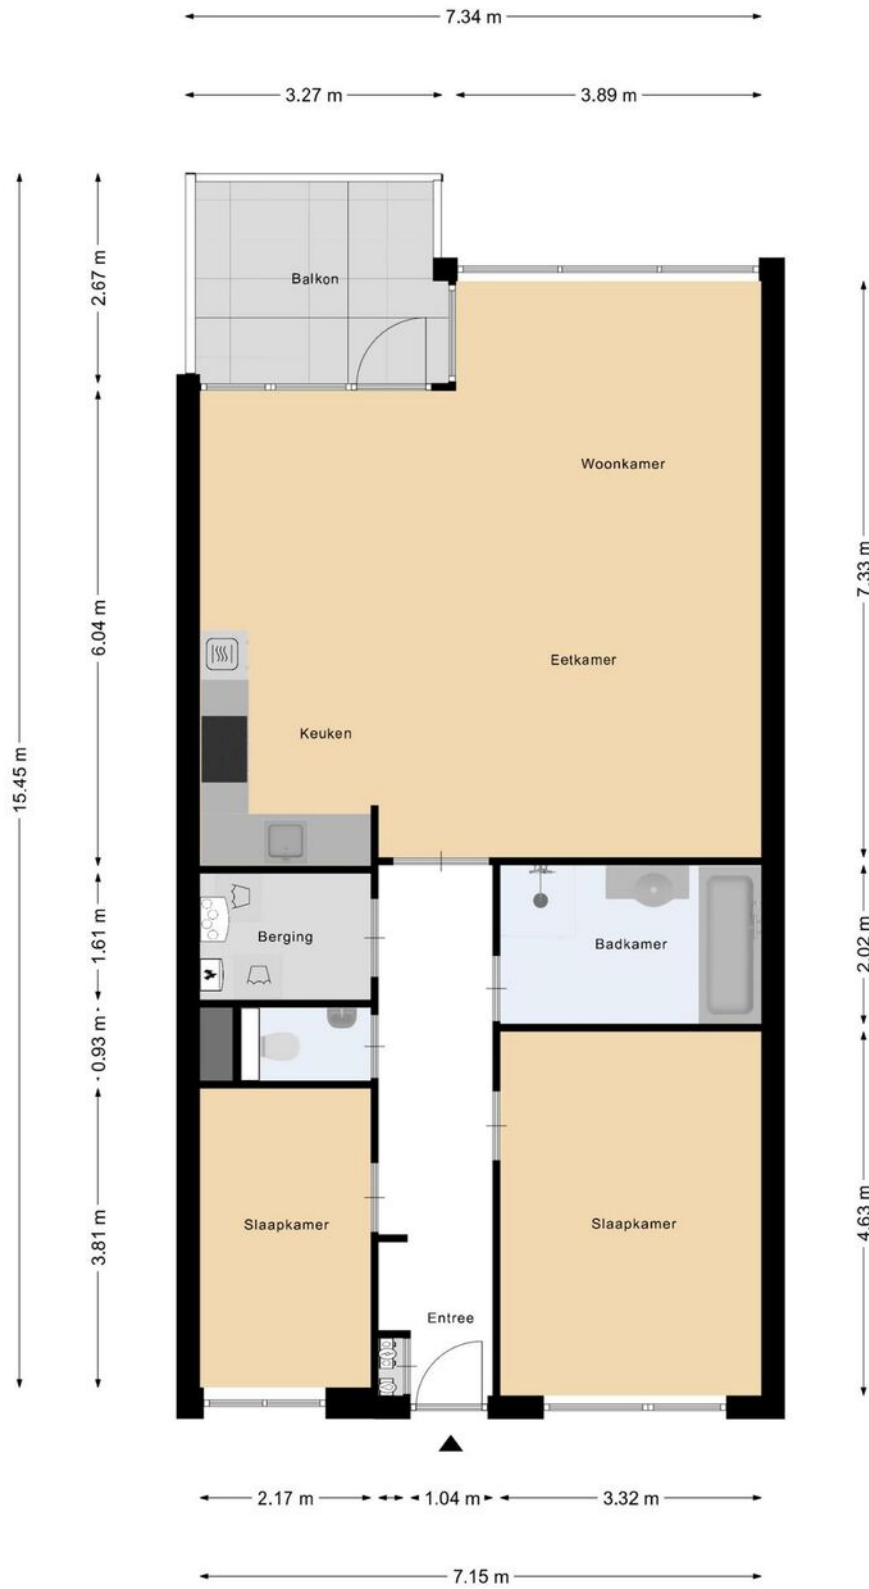 7.34 m
3.27 m
3.89 m
2.67 m
Balkon
Woonkamer
7.33 m
6.04 m
Eetkamer
Keuken
15.45 m
1.61 m
Berging
Badkamer
2.02 m
0.93 m
3.81 m
Slaapkamer
Slaapkamer
4.63 m
Entree
2.17 m
1.04 m
3.32 m
7.15 m